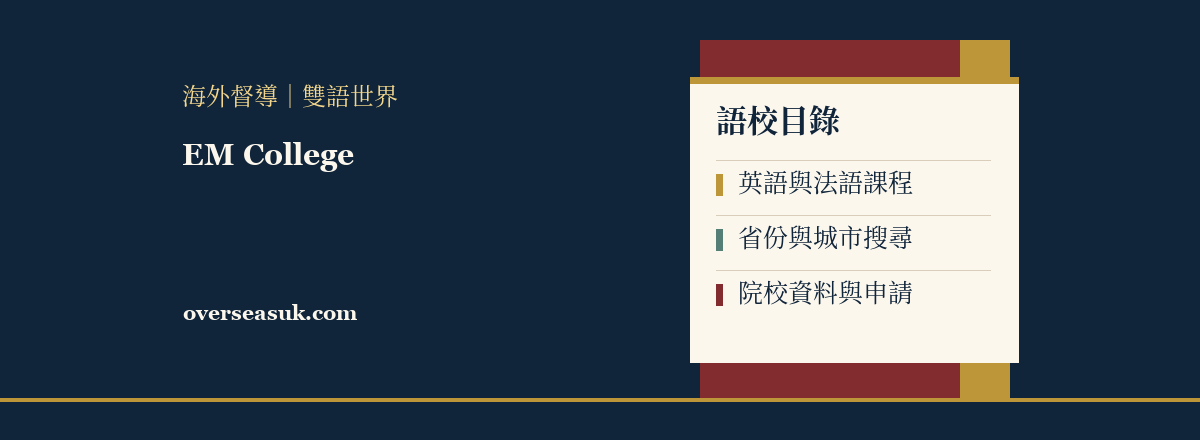 海外督導｜雙語世界
EM College
overseasuk.com
語校目錄
英語與法語課程
省份與城市搜尋
院校資料與申請